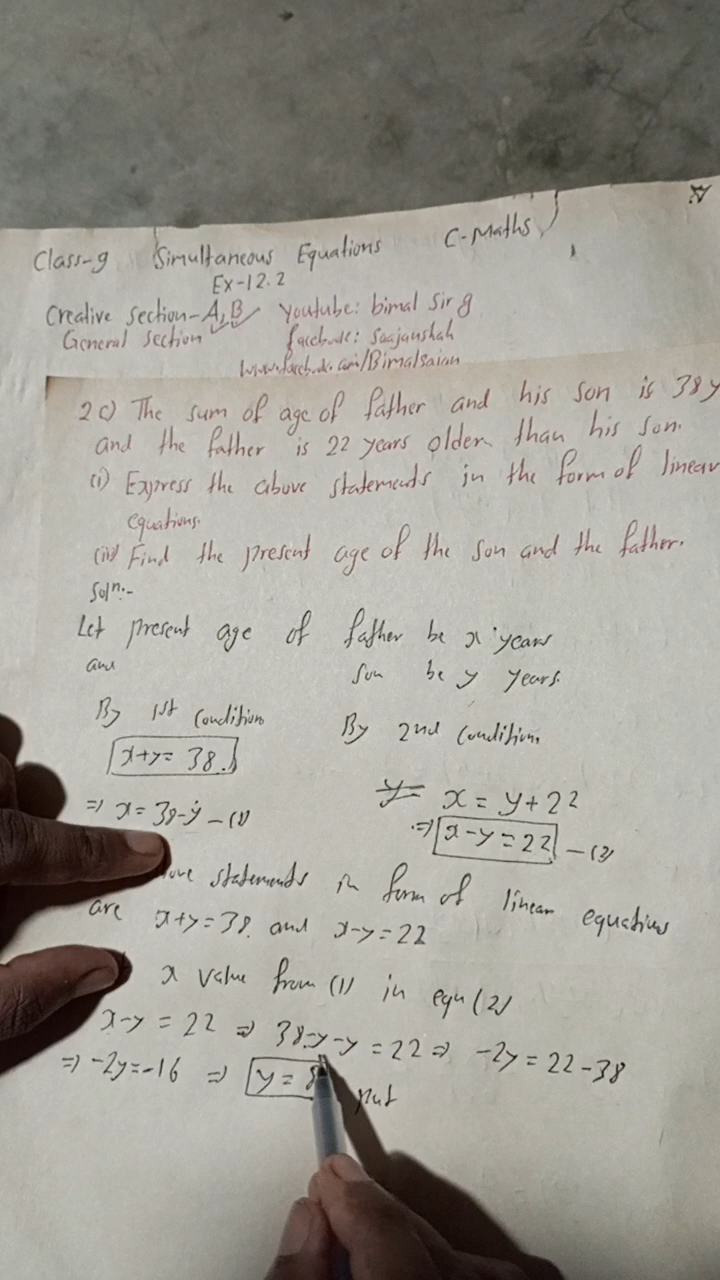 Class-9 Simultaneous Equations C-Maths
Ex-12.2
Creative section-A,B Youtube: bimal Sir g
General section facebook: Saajanshah
2c) The sum of age of father and his son is 38 y
and the father is 22 years older than his son.
(i) Express the above statements in the form of linear
equations.
(ii) Find the present age of the son and the father.
Soln:-
Let present age of father be x years
and son be y years.
By 1st condition By 2nd condition,
x+y= 38. x = y+22
⇒ x = 38-y -(1) ⇒ x-y = 22 -(2)
statements in form of linear equations
are x+y=38. and x-y=22
x value from (1) in eqn (2)
x-y = 22 ⇒ 38-y-y = 22 ⇒ -2y = 22-38
⇒ -2y=-16 ⇒ y = 8 put